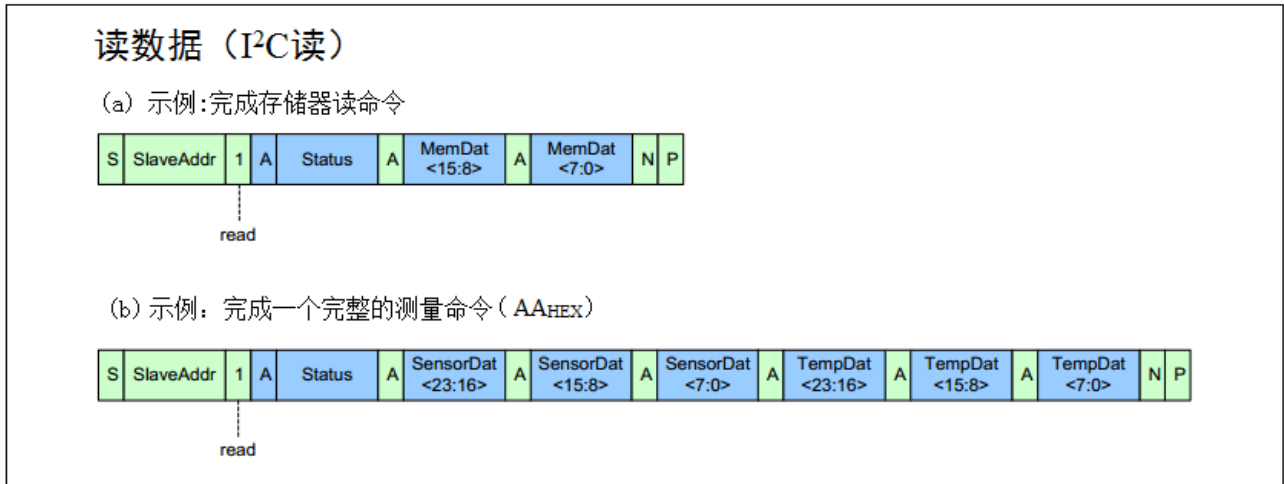 读数据（I²C读）
(a) 示例:完成存储器读命令
S SlaveAddr 1 A Status A MemDat <15:8> A MemDat <7:0> N P
read
(b) 示例：完成一个完整的测量命令（AAHEX）
S SlaveAddr 1 A Status A SensorDat <23:16> A SensorDat <15:8> A SensorDat <7:0> A TempDat <23:16> A TempDat <15:8> A TempDat <7:0> N P
read